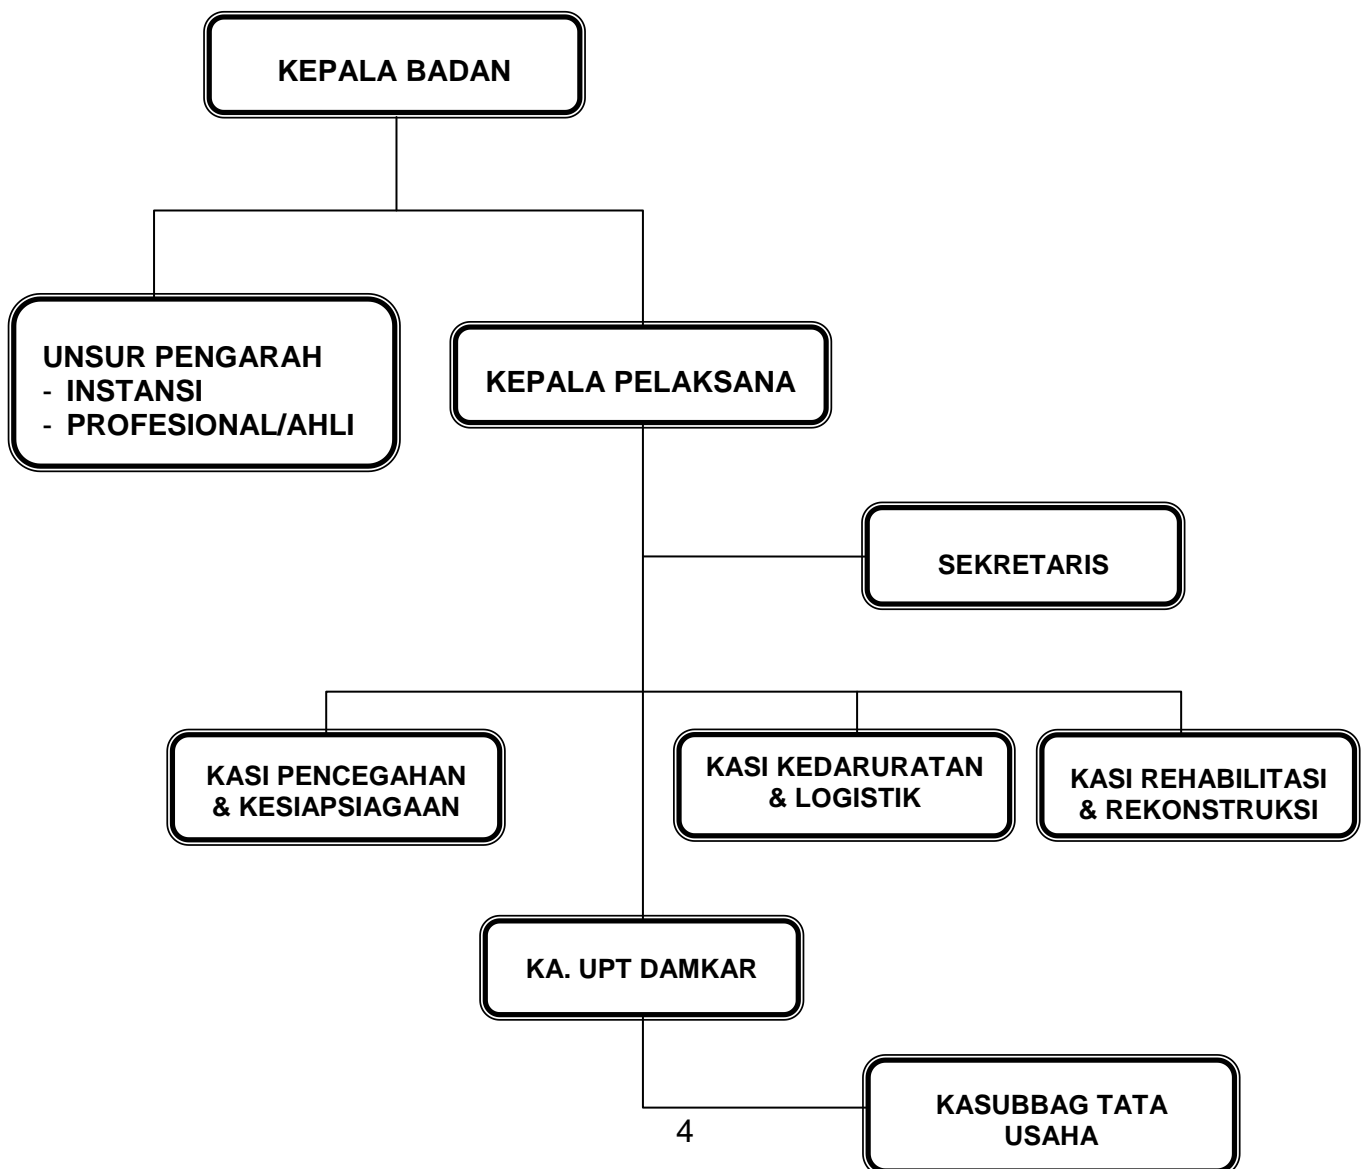 KEPALA BADAN
UNSUR PENGARAH
- INSTANSI
- PROFESIONAL/AHLI
KEPALA PELAKSANA
SEKRETARIS
KASI PENCEGAHAN
& KESIAPSIAGAAN
KASI KEDARURATAN
& LOGISTIK
KASI REHABILITASI
& REKONSTRUKSI
KA. UPT DAMKAR
KASUBBAG TATA
USAHA
4